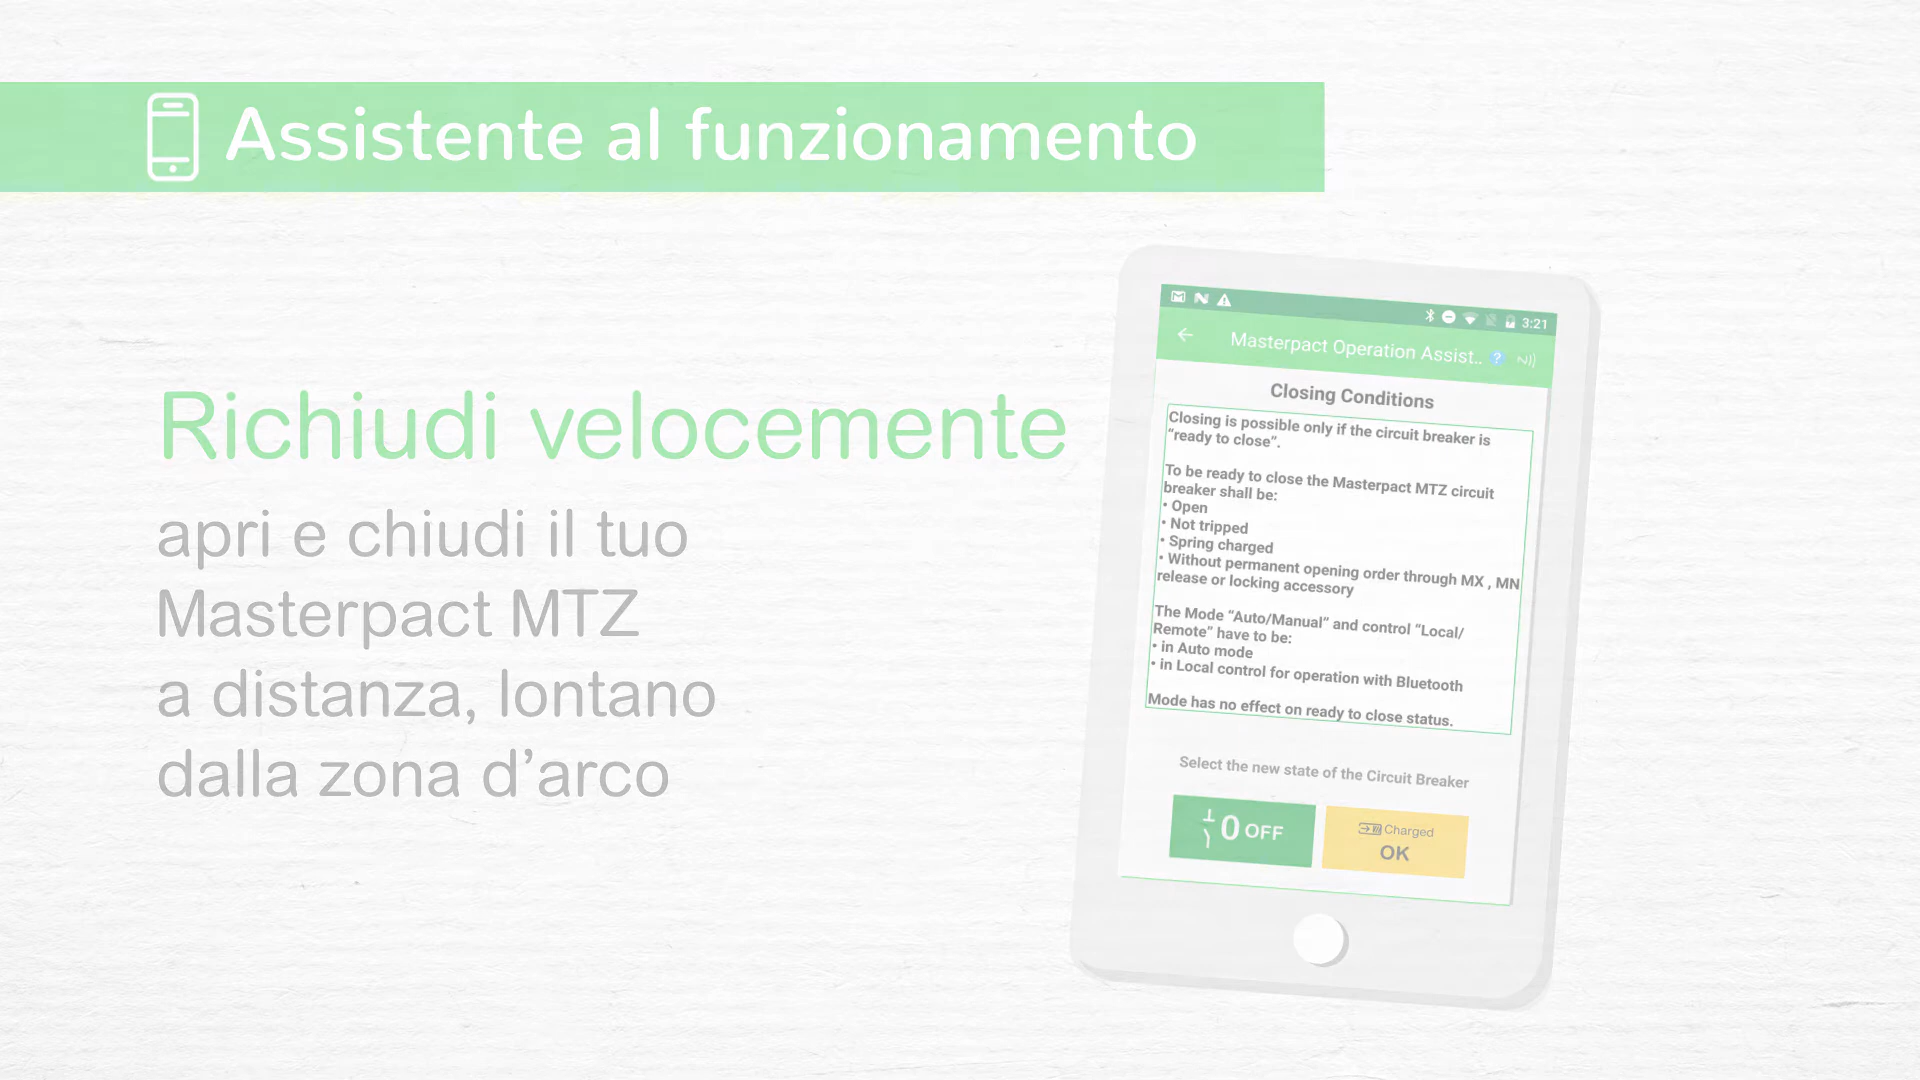 Assistente al funzionamento
Richiudi velocemente
apri e chiudi il tuo
Masterpact MTZ
a distanza, lontano
dalla zona d’arco
3:21
Masterpact Operation Assist.. ?
Closing Conditions
Closing is possible only if the circuit breaker is
“ready to close”.
To be ready to close the Masterpact MTZ circuit
breaker shall be:
• Open
• Not tripped
• Spring charged
• Without permanent opening order through MX , MN
release or locking accessory
The Mode “Auto/Manual” and control “Local/
Remote” have to be:
• in Auto mode
• in Local control for operation with Bluetooth
Mode has no effect on ready to close status.
Select the new state of the Circuit Breaker
0 OFF
Charged
OK